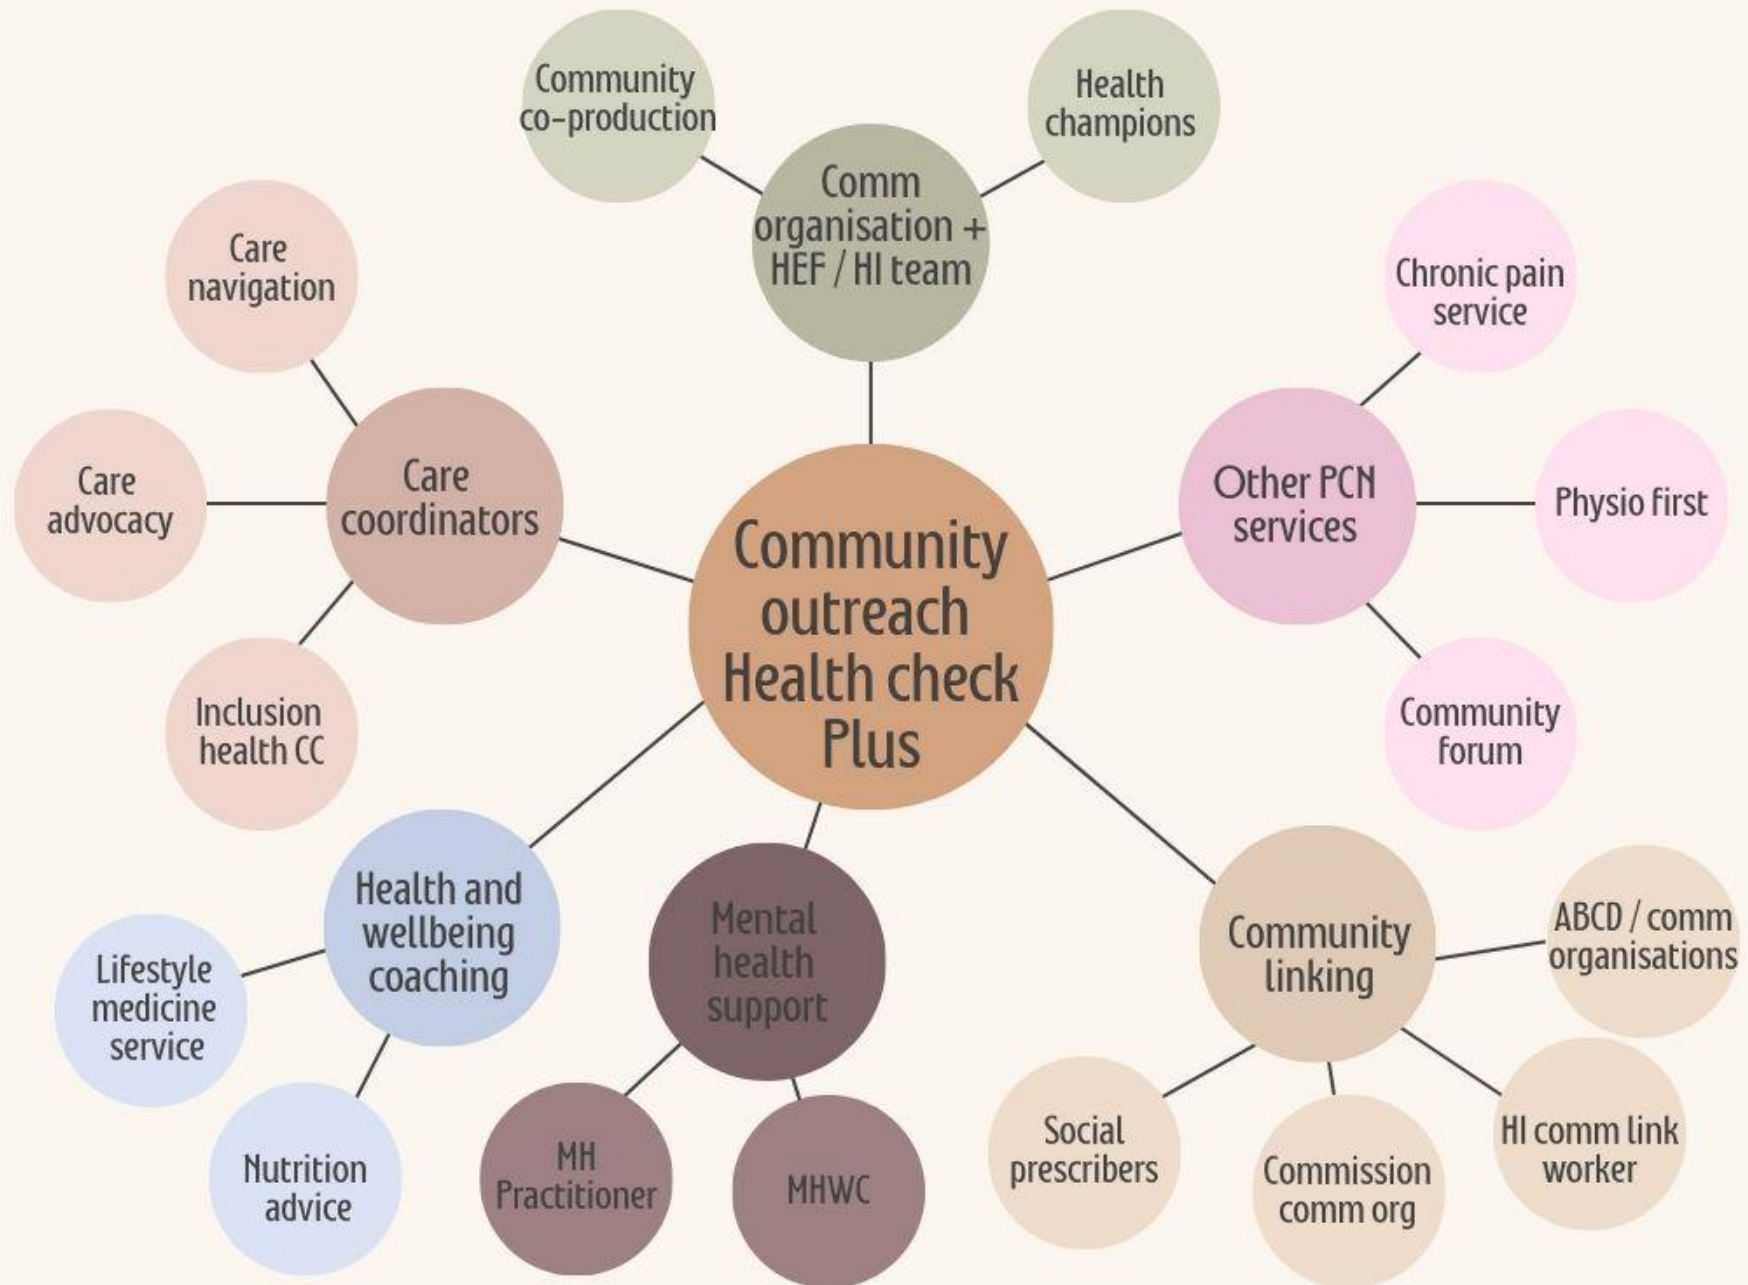 Community
co-production
Health
champions
Comm
organisation +
HEF / HI team
Care
navigation
Chronic pain
service
Care
advocacy
Care
coordinators
Other PCN
services
Physio first
Community
outreach
Health check
Plus
Inclusion
health CC
Community
forum
Health and
wellbeing
coaching
Mental
health
support
Community
linking
ABCD / comm
organisations
Lifestyle
medicine
service
Nutrition
advice
MH
Practitioner
MHWC
Social
prescribers
Commission
comm org
HI comm link
worker